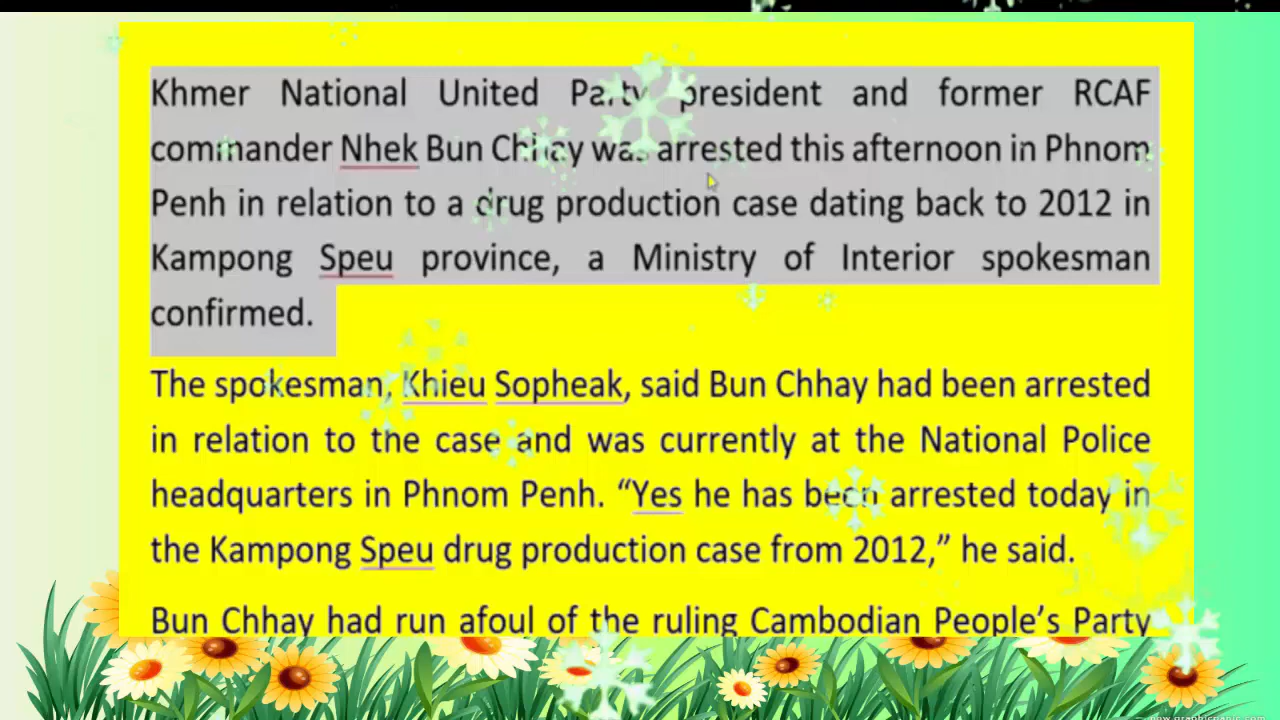 Khmer National United Party president and former RCAF
commander Nhek Bun Chhay was arrested this afternoon in Phnom
Penh in relation to a drug production case dating back to 2012 in
Kampong Speu province, a Ministry of Interior spokesman
confirmed.
The spokesman, Khieu Sopheak, said Bun Chhay had been arrested
in relation to the case and was currently at the National Police
headquarters in Phnom Penh. “Yes he has been arrested today in
the Kampong Speu drug production case from 2012,” he said.
Bun Chhay had run afoul of the ruling Cambodian People’s Party